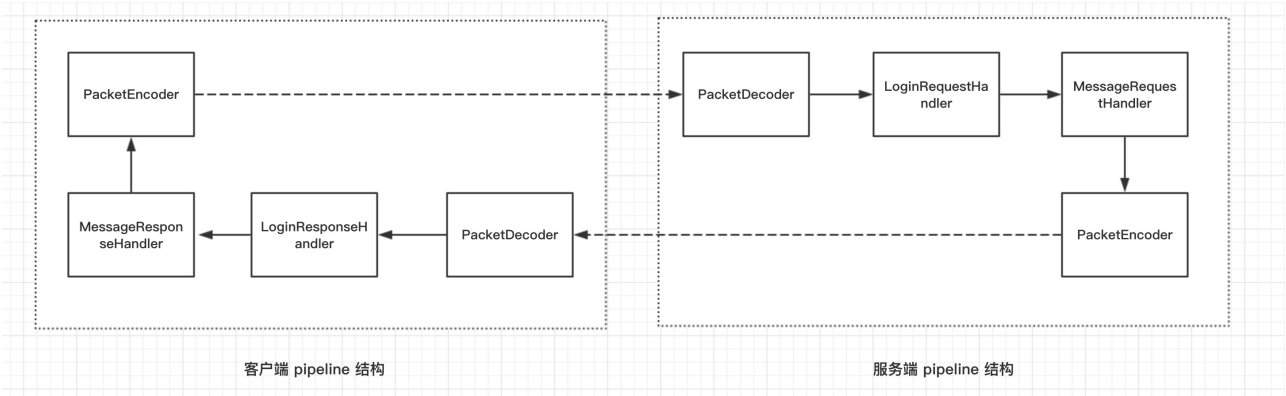 PacketEncoder
PacketDecoder
LoginRequestHa
ndler
MessageReques
tHandler
MessageRespon
seHandler
LoginResponseH
andler
PacketDecoder
PacketEncoder
客户端 pipeline 结构
服务端 pipeline 结构